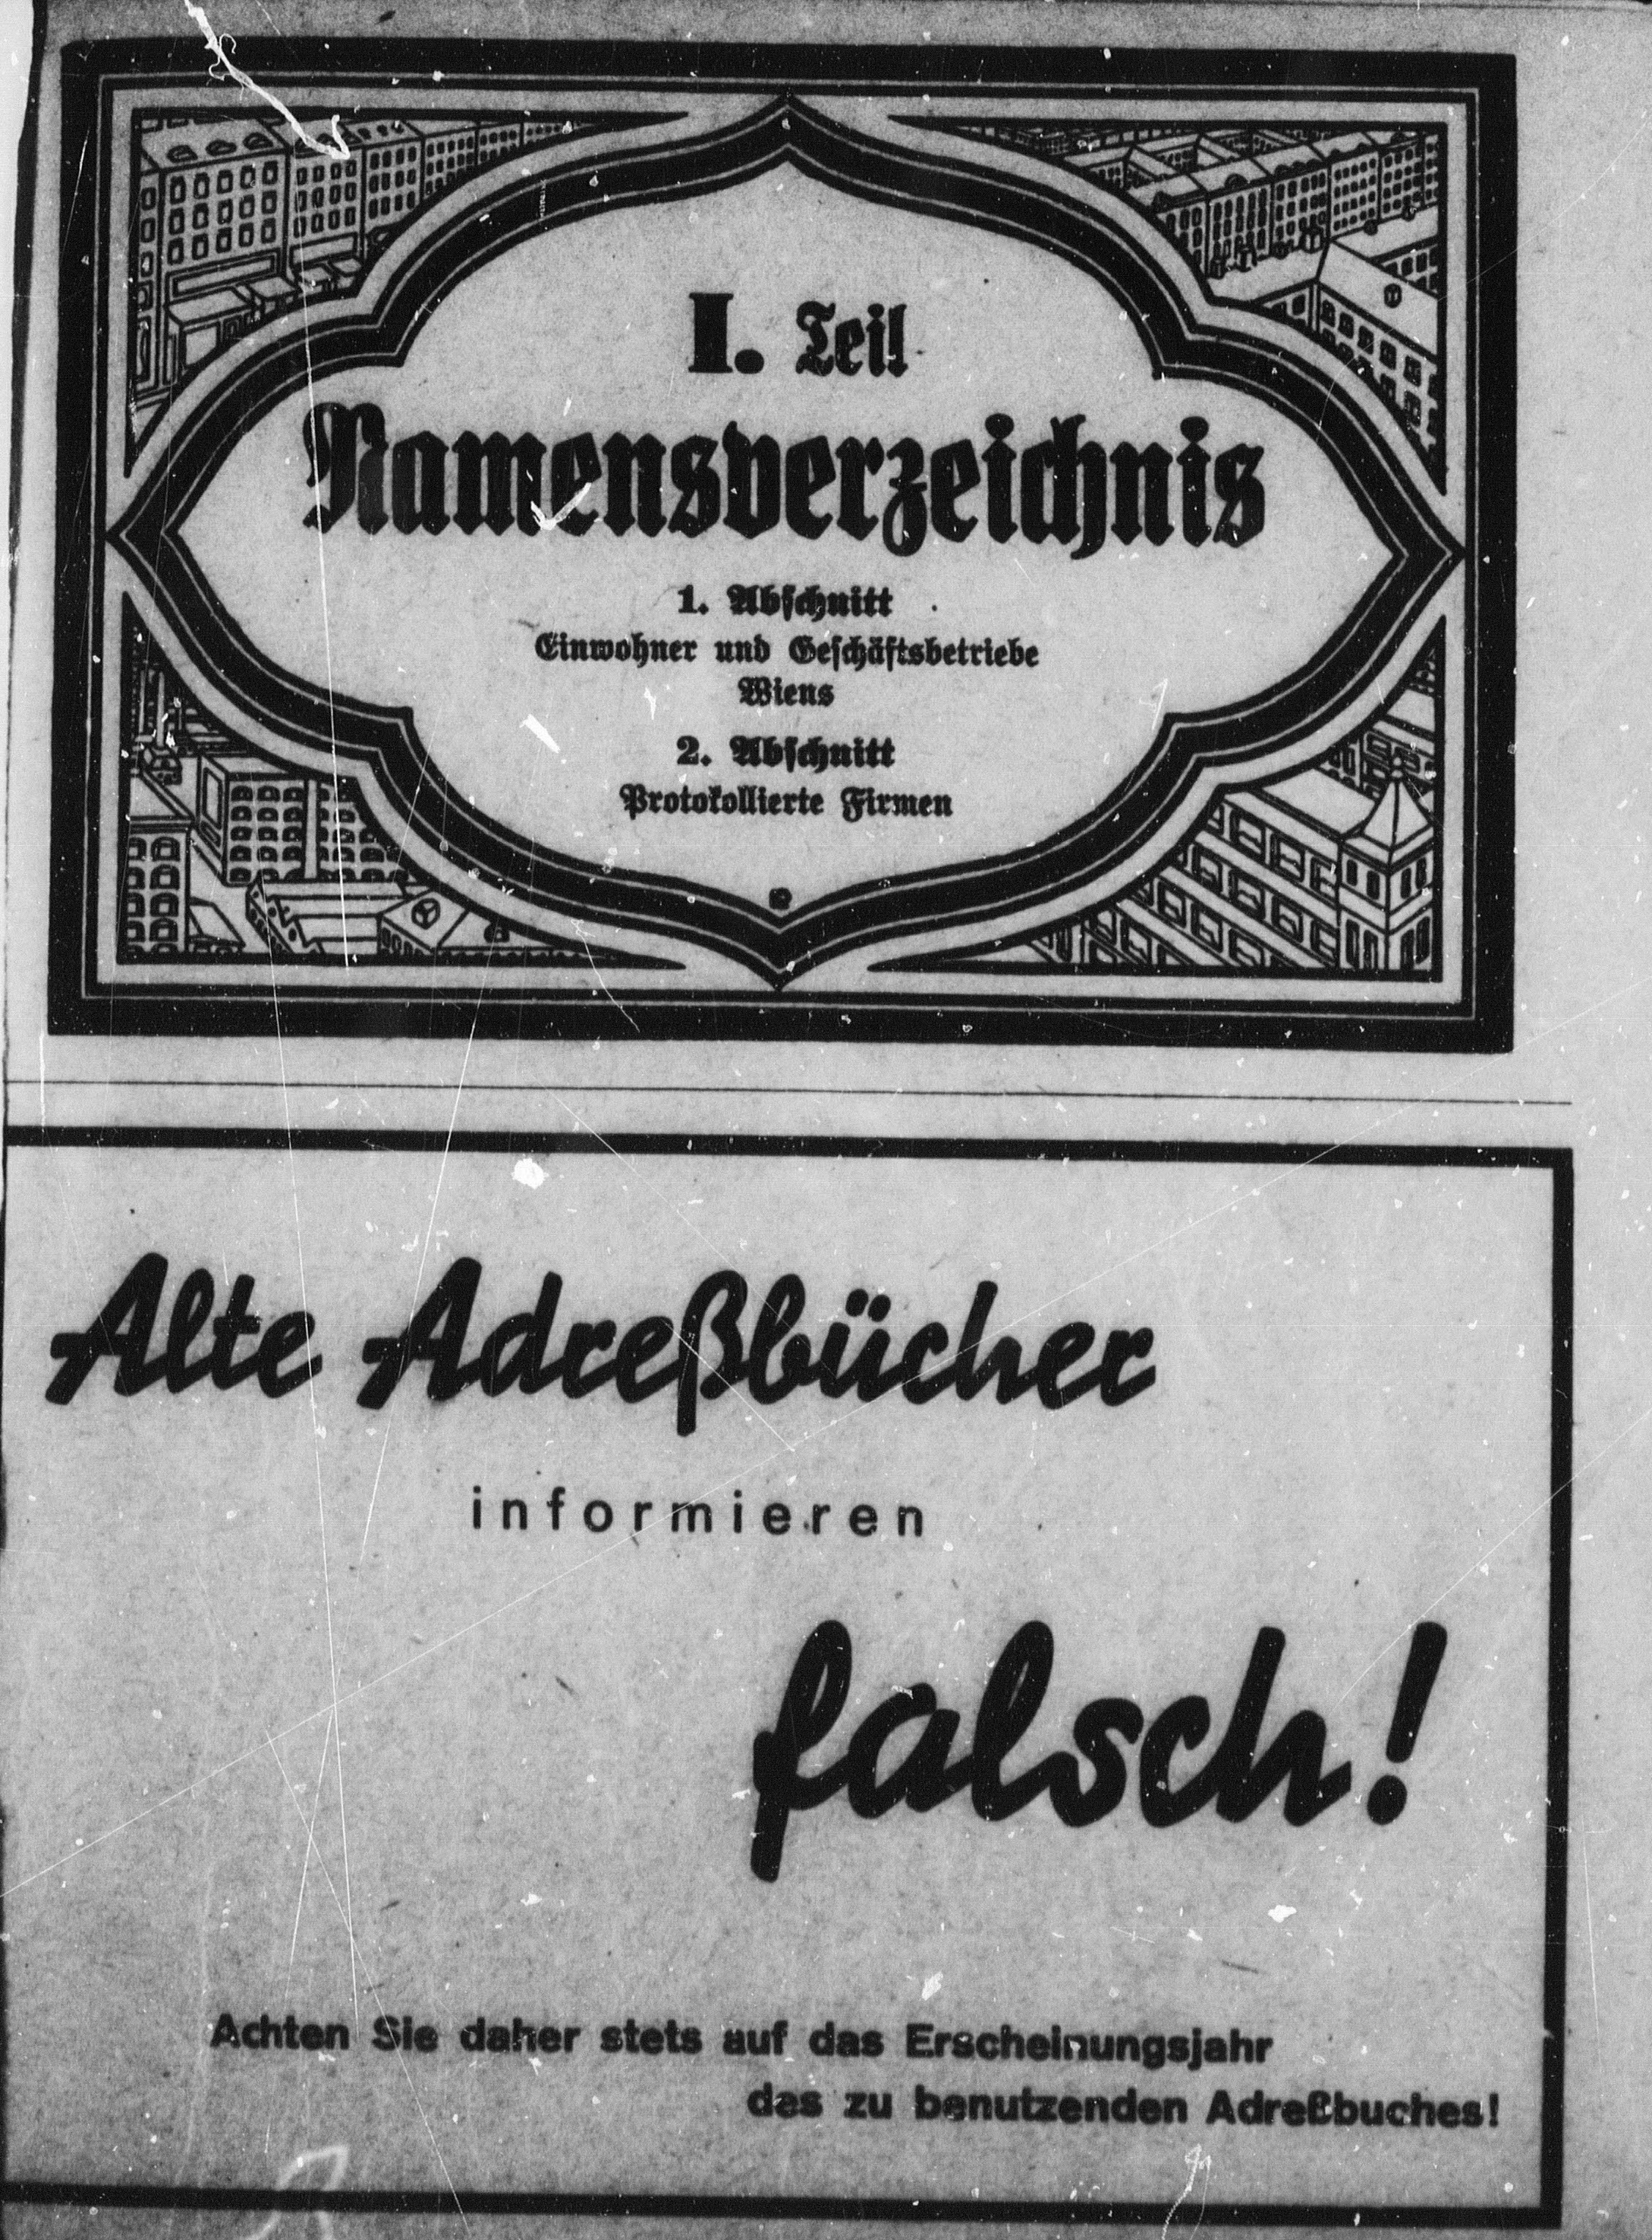 I. Teil
Namensverzeichnis
1. Abschnitt
Einwohner und Geschäftsbetriebe
Wiens
2. Abschnitt
Protokollierte Firmen
Alte Adreßbücher
informieren
falsch!
Achten Sie daher stets auf das Erscheinungsjahr
des zu benutzenden Adreßbuches!